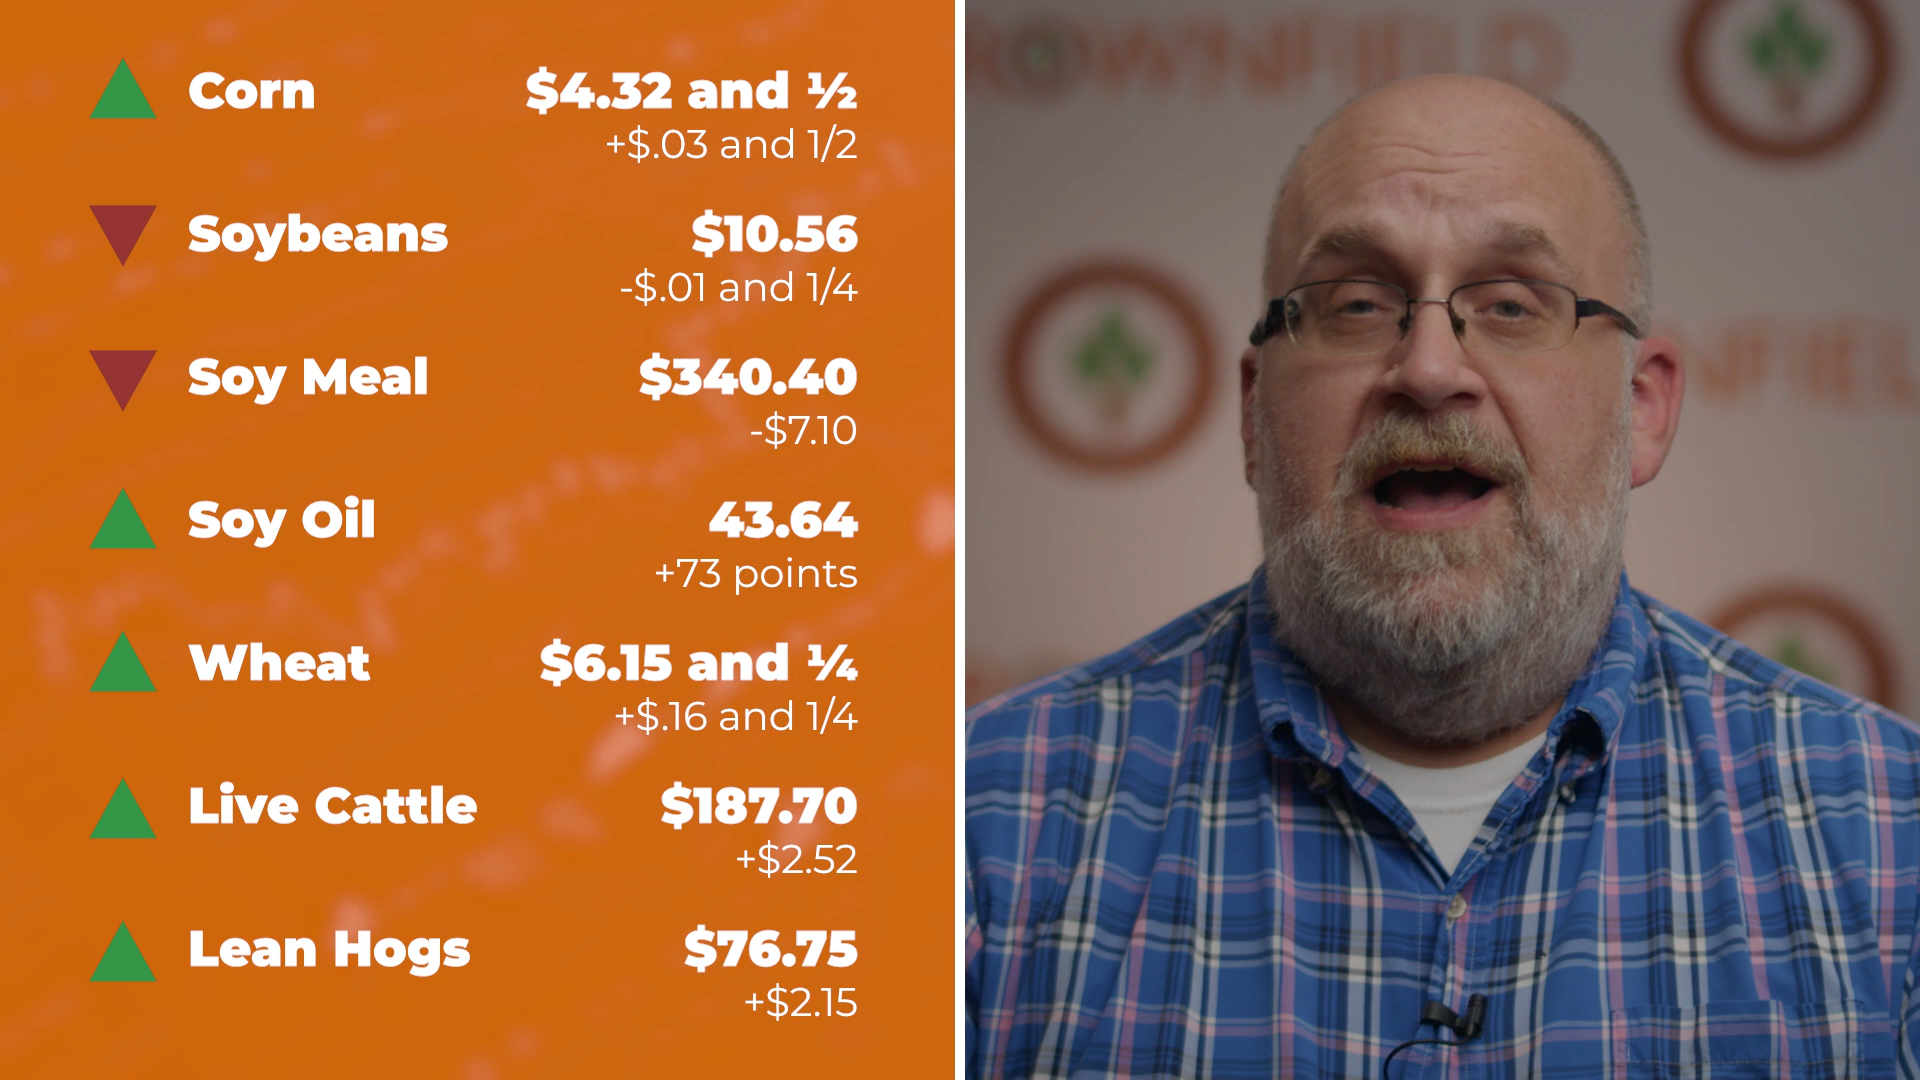 Corn
$4.32 and ½
+$.03 and 1/2
Soybeans
$10.56
-$.01 and 1/4
Soy Meal
$340.40
-$7.10
Soy Oil
43.64
+73 points
Wheat
$6.15 and ¼
+$.16 and 1/4
Live Cattle
$187.70
+$2.52
Lean Hogs
$76.75
+$2.15
OWNFIELD
NFIEL